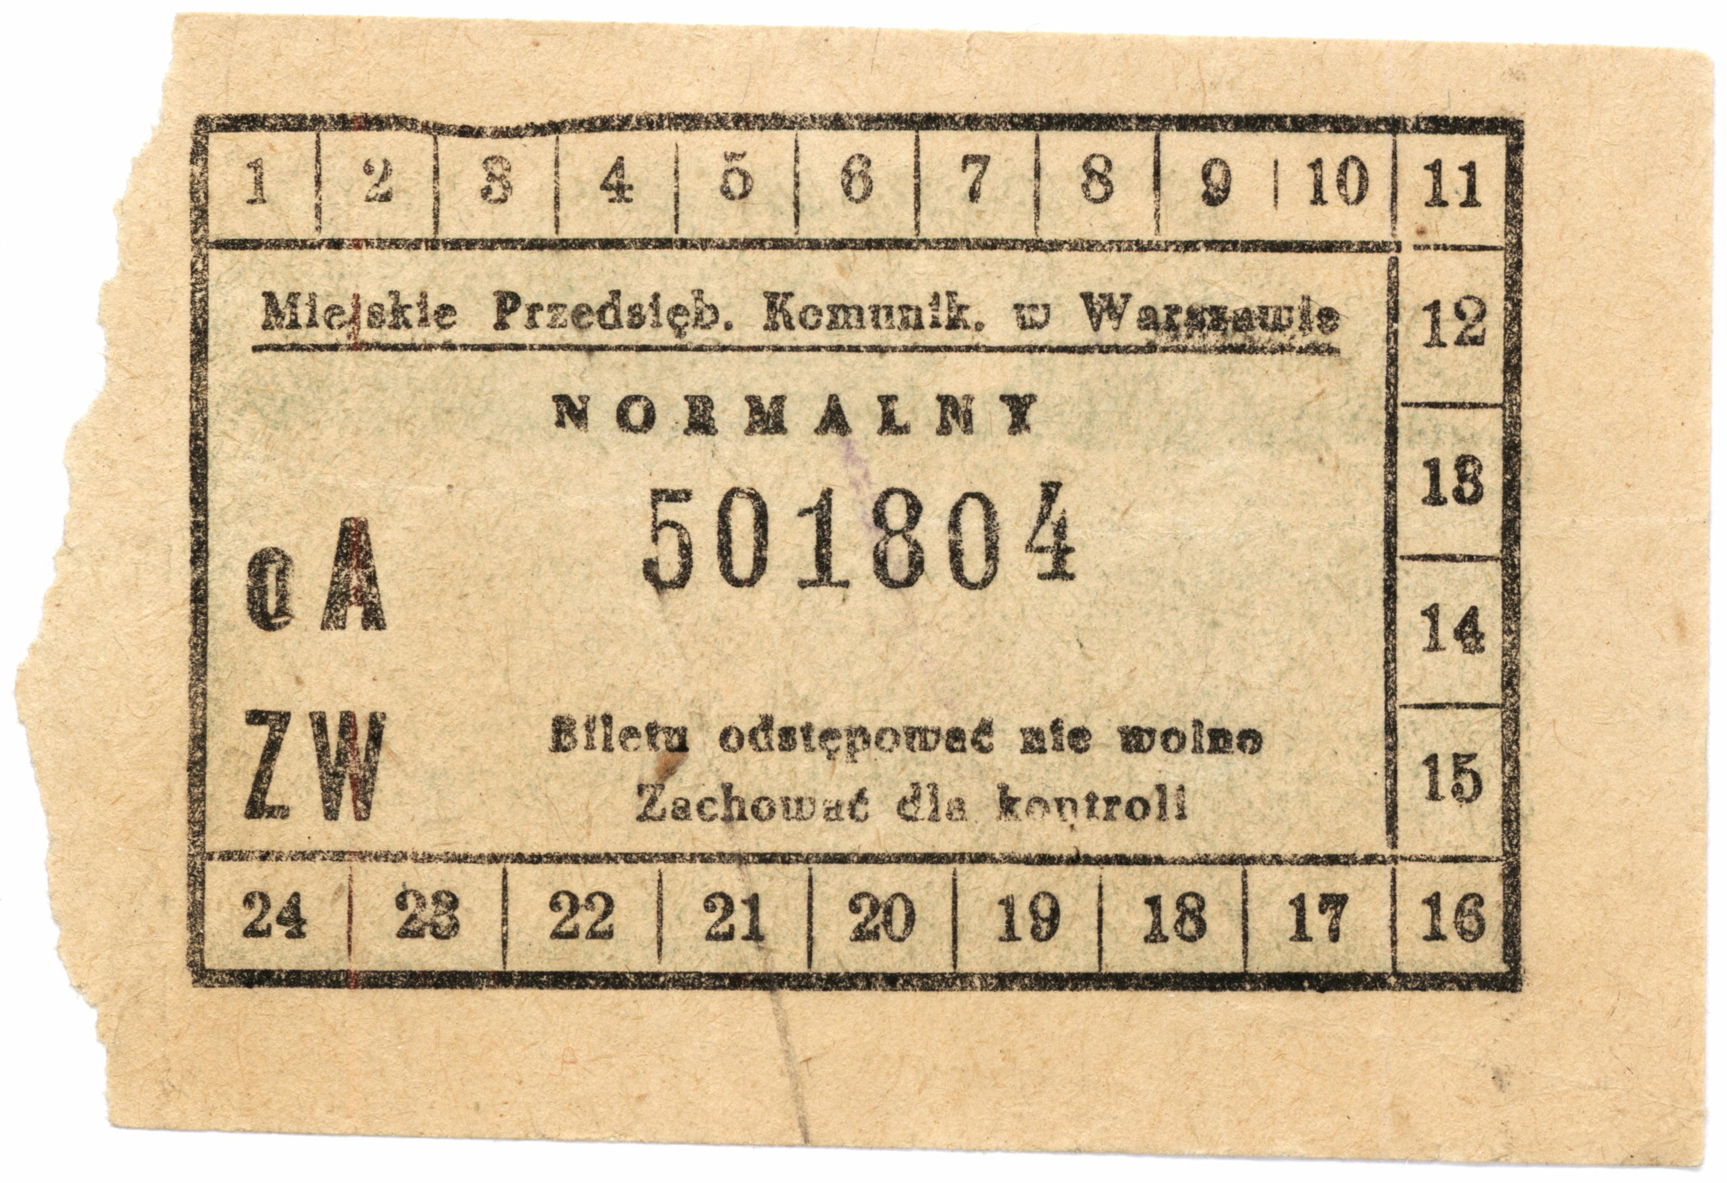 1 2 3 4 5 6 7 8 9 10 11
Miejskie Przedsięb. Komunik. w Warszawie
12
NORMALNY
13
501804
aA
14
ZW
Biletu odstępować nie wolno
15
Zachować dla kontroli
24 23 22 21 20 19 18 17 16